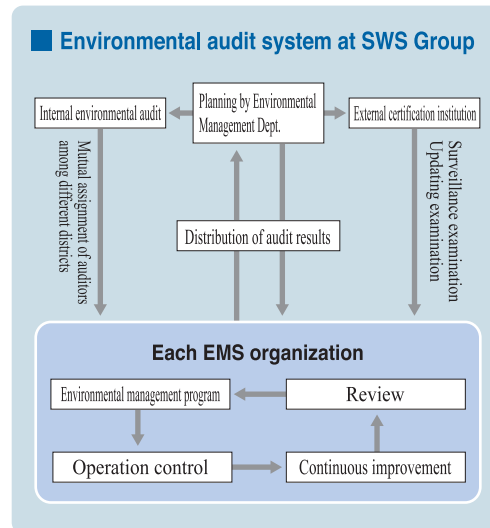 Environmental audit system at SWS Group
Internal environmental audit
Planning by Environmental
Management Dept.
External certification institution
Mutual assignment of auditors
among different districts
Surveillance examination
Updating examination
Distribution of audit results
Each EMS organization
Environmental management program
Review
Operation control
Continuous improvement